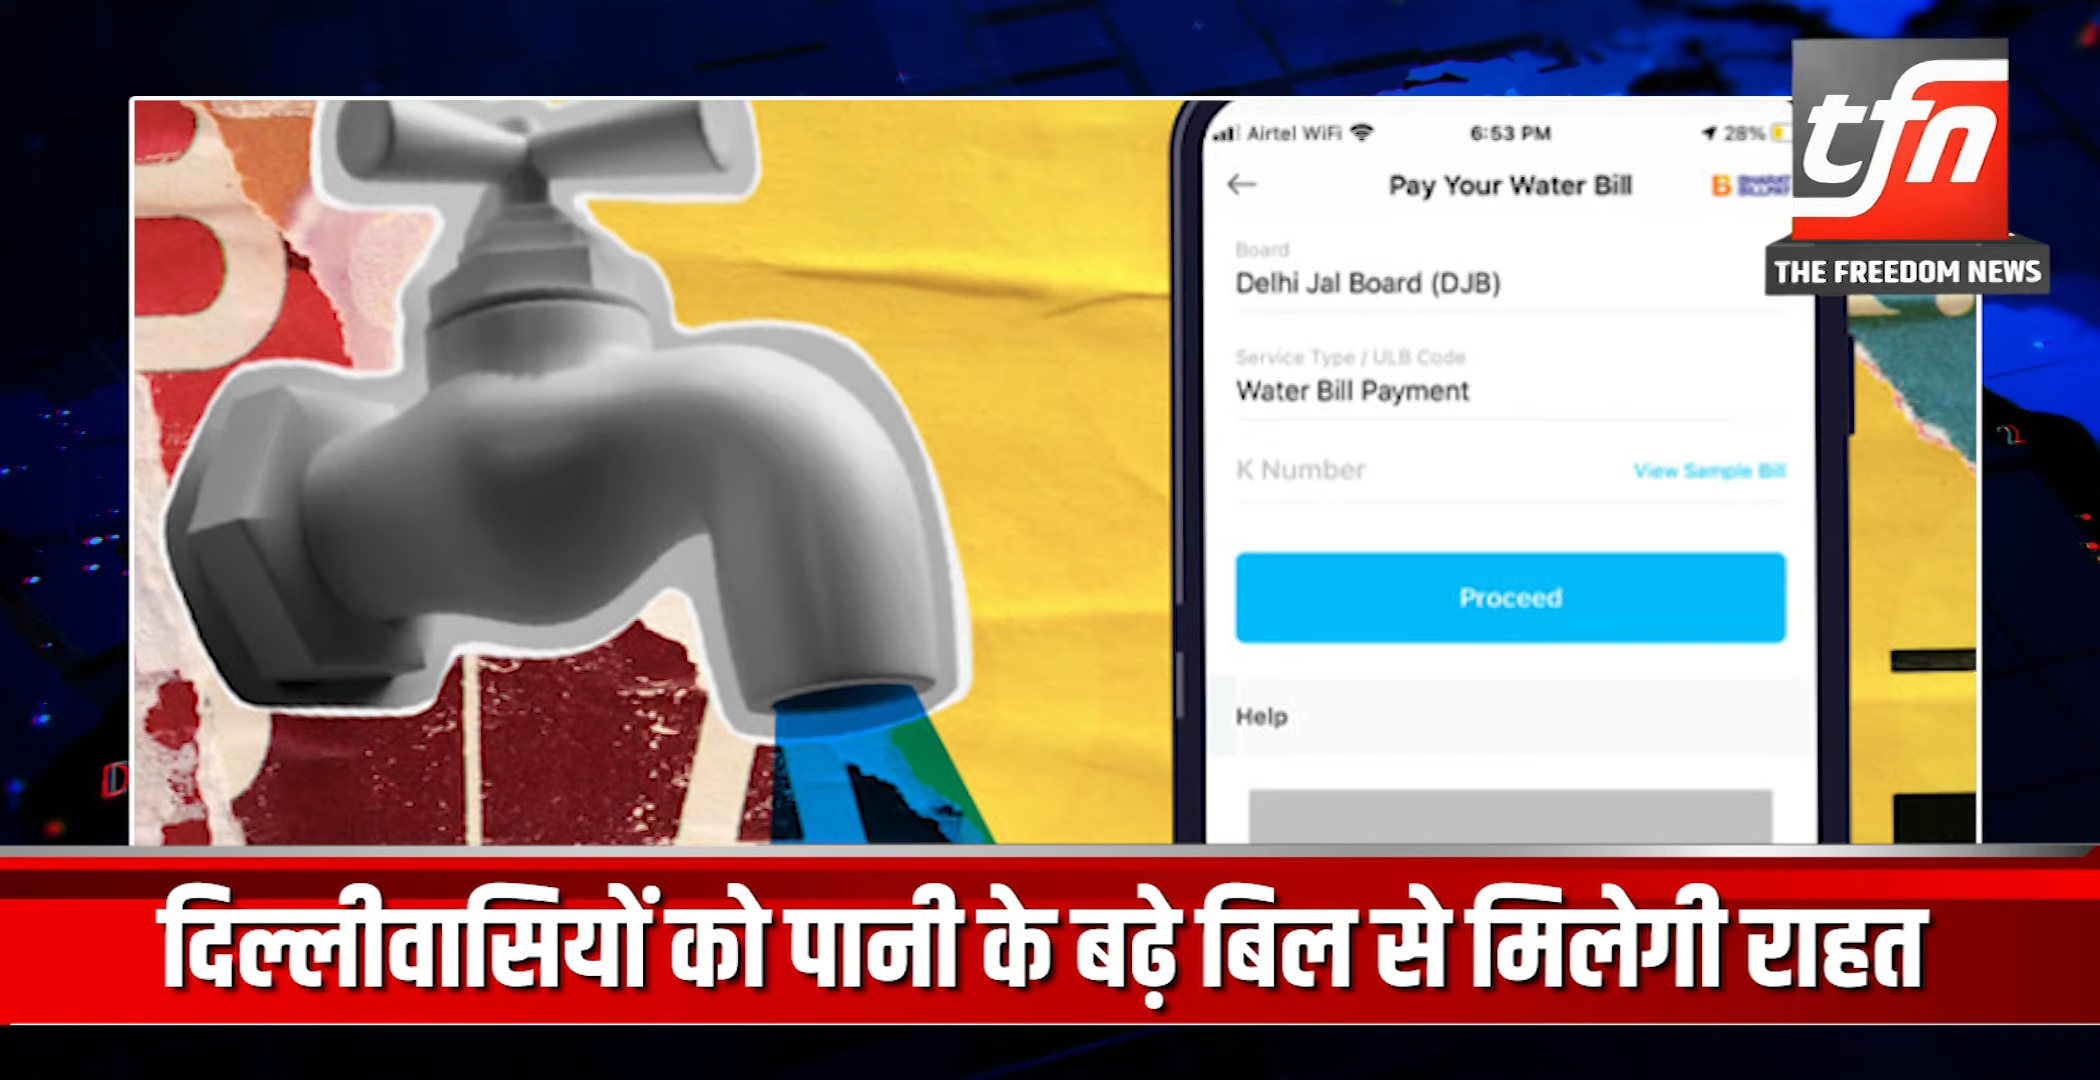 Airtel WiFi 6:53 PM 28%
Pay Your Water Bill
tfn
THE FREEDOM NEWS
Board
Delhi Jal Board (DJB)
Service Type / ULB Code
Water Bill Payment
K Number View Sample Bill
Proceed
Help
दिल्लीवासियों को पानी के बढ़े बिल से मिलेगी राहत